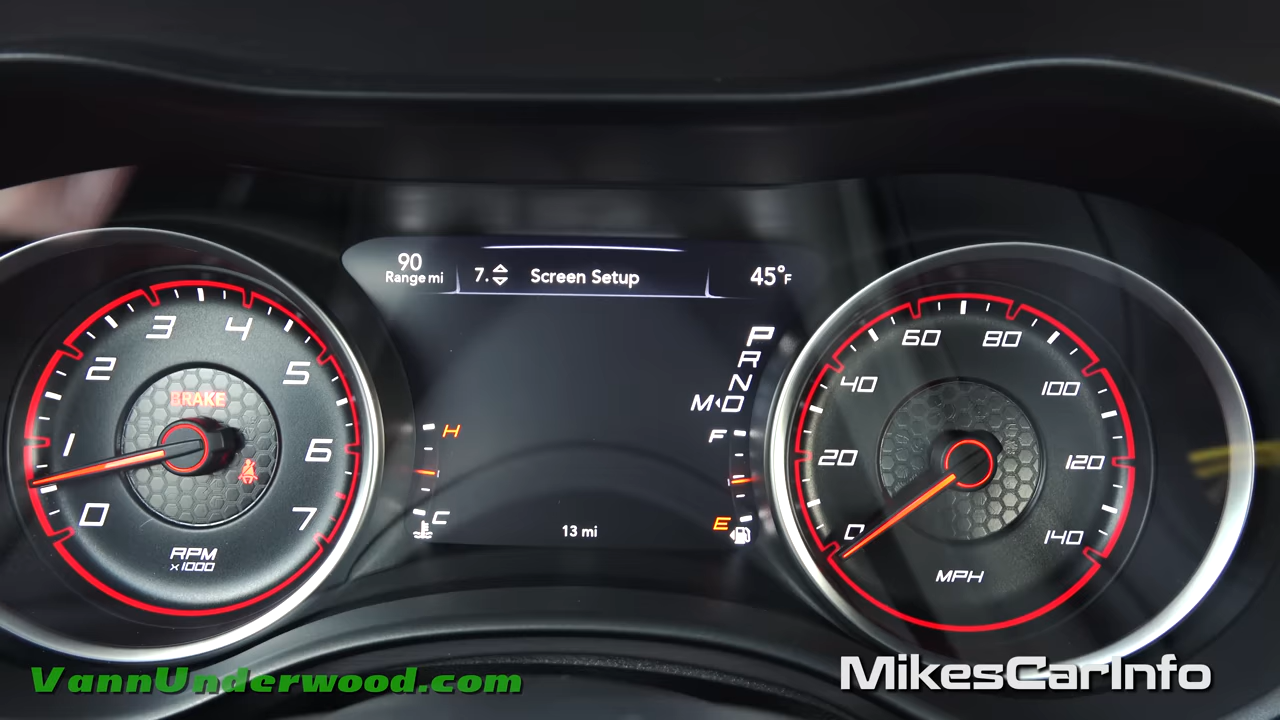 90
Range mi
7.
Screen Setup
45°F
P
R
N
M◂D
H
C
F
E
13 mi
BRAKE
0
1
2
3
4
5
6
7
RPM
x1000
0
20
40
60
80
100
120
140
MPH
VannUnderwood.com
MikesCarInfo